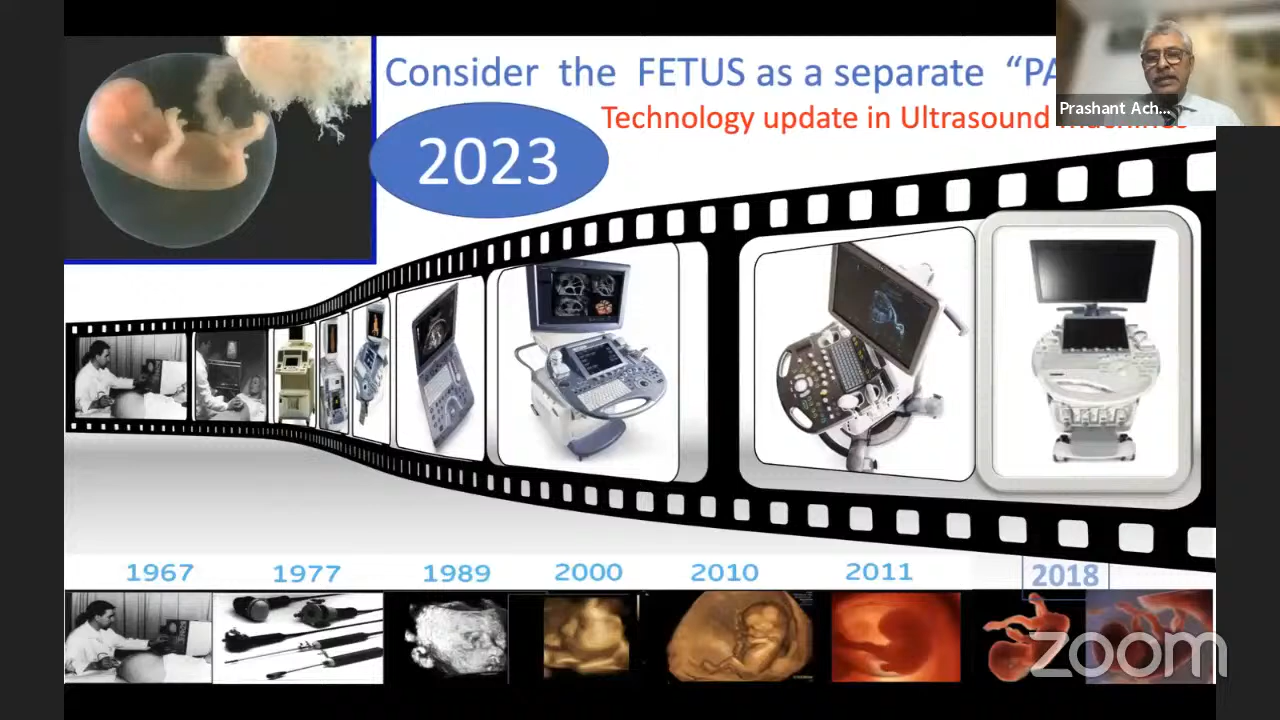 Consider the FETUS as a separate “PA
Prashant Ach...
Technology update in Ultrasound
2023
1967 1977 1989 2000 2010 2011 2018
zoom